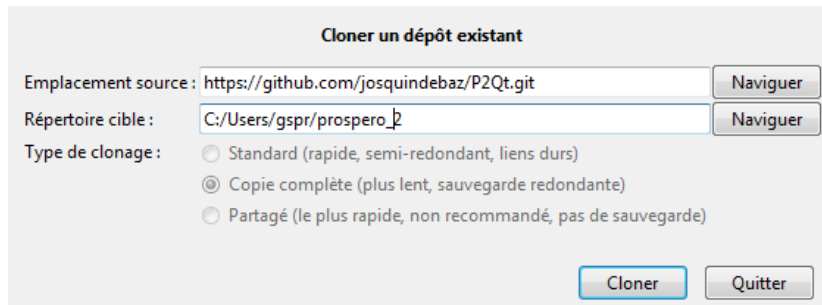 Cloner un dépôt existant
Emplacement source : https://github.com/josquindebaz/P2Qt.git Naviguer
Répertoire cible : C:/Users/gspr/prospero_2 Naviguer
Type de clonage : Standard (rapide, semi-redondant, liens durs)
Copie complète (plus lent, sauvegarde redondante)
Partagé (le plus rapide, non recommandé, pas de sauvegarde)
Cloner Quitter